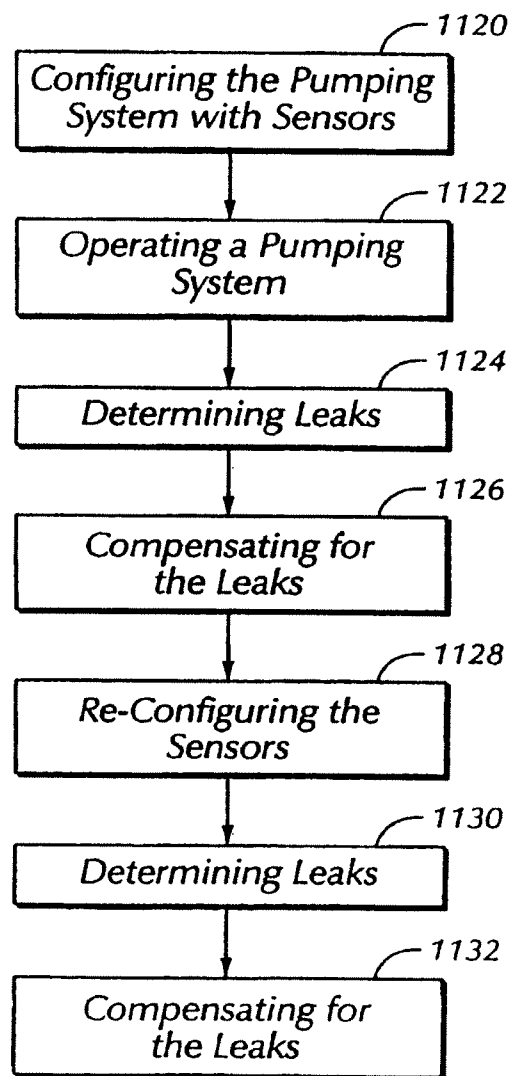 1120
Configuring the Pumping
System with Sensors
1122
Operating a Pumping
System
1124
Determining Leaks
1126
Compensating for
the Leaks
1128
Re-Configuring the
Sensors
1130
Determining Leaks
1132
Compensating for
the Leaks